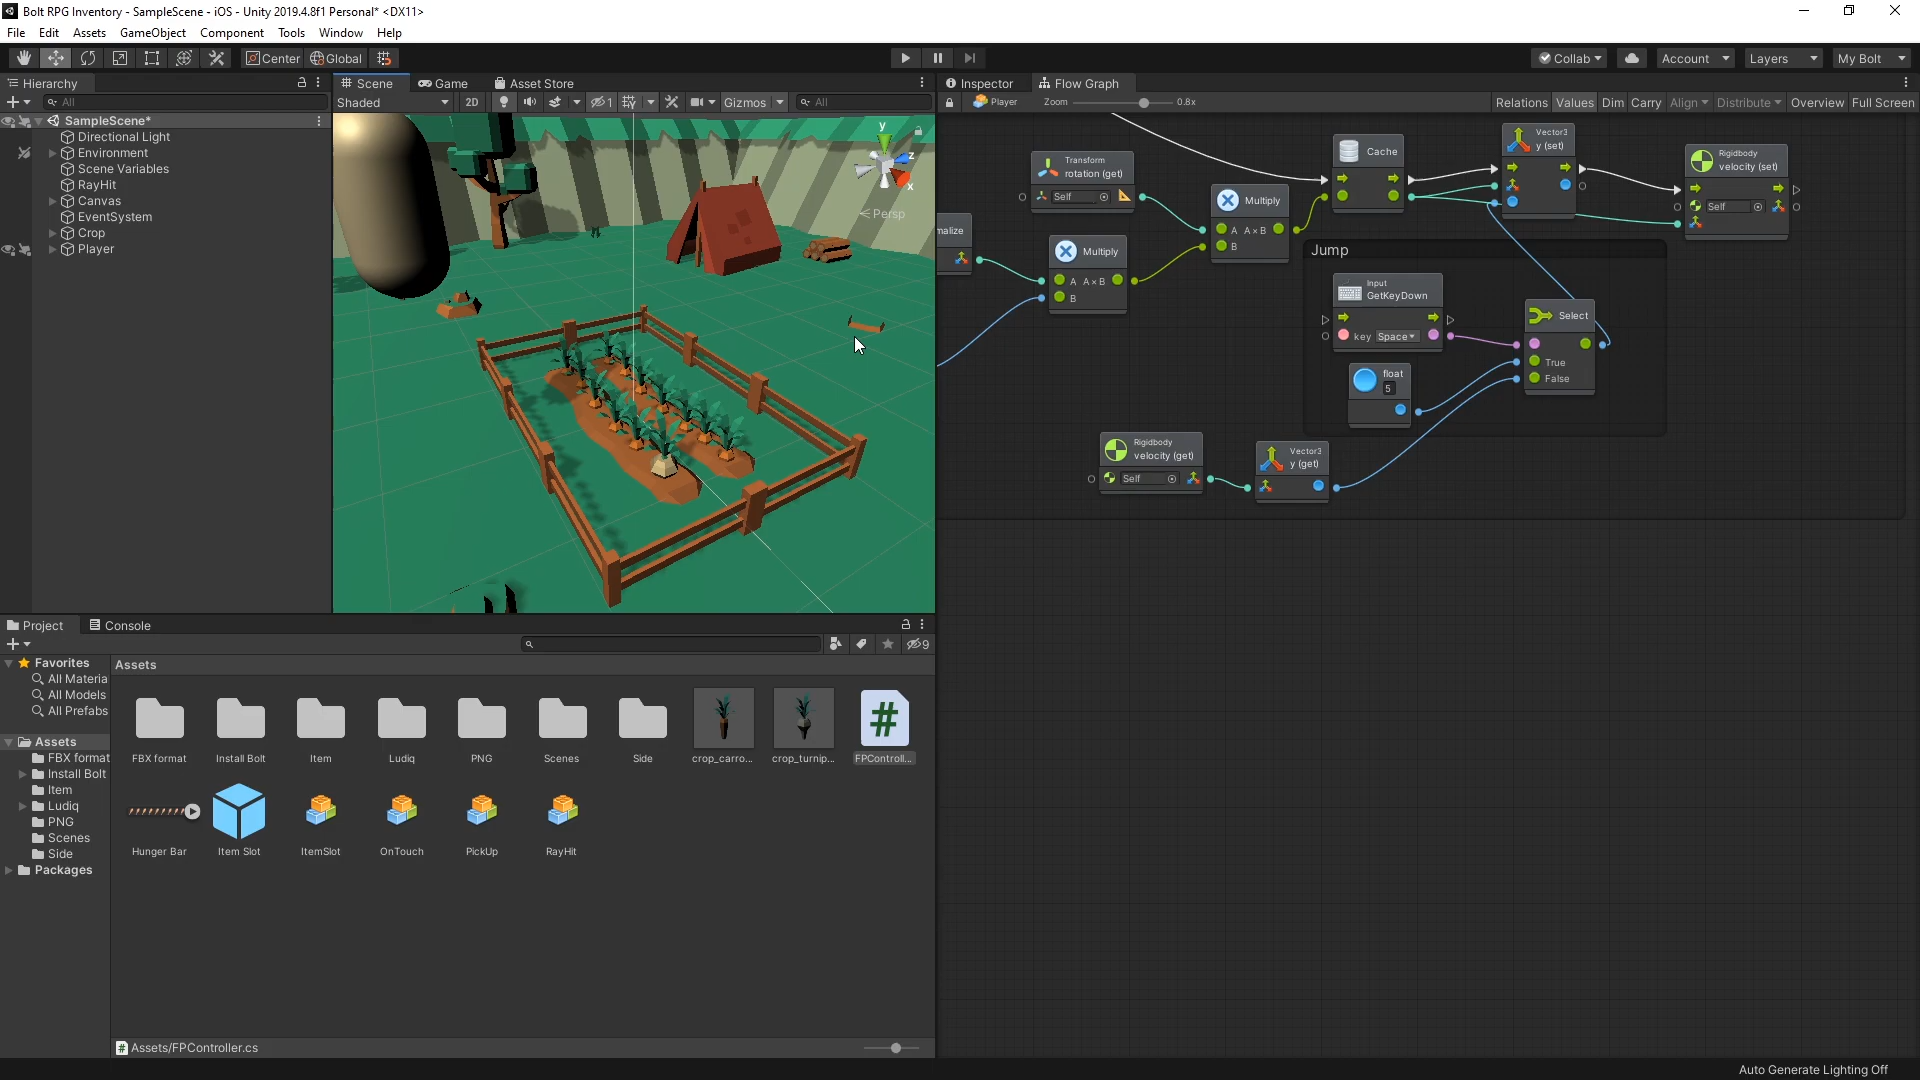 Bolt RPG Inventory - SampleScene - iOS - Unity 2019.4.8f1 Personal* <DX11>
File Edit Assets GameObject Component Tools Window Help
Center Global Collab Account Layers My Bolt
Hierarchy
All
SampleScene*
Directional Light
Environment
Scene Variables
RayHit
Canvas
EventSystem
Crop
Player
Scene Game Asset Store
Shaded 2D 1 Gizmos All
y
z
x
Persp
Inspector Flow Graph
Player Zoom 0.8x Relations Values Dim Carry Align Distribute Overview Full Screen
malize
Transform
rotation (get)
Self
Multiply
A A×B
B
Multiply
A A×B
B
Cache
Vector3
y (set)
Rigidbody
velocity (set)
Self
Jump
Input
GetKeyDown
key Space
float
5
Select
True
False
Rigidbody
velocity (get)
Self
Vector3
y (get)
Project Console
9
Favorites
All Materia
All Models
All Prefabs
Assets
FBX format
Install Bolt
Item
Ludiq
PNG
Scenes
Side
Packages
Assets
FBX format Install Bolt Item Ludiq PNG Scenes Side crop_carro... crop_turnip... FPControll...
Hunger Bar Item Slot ItemSlot OnTouch PickUp RayHit
Assets/FPController.cs
Auto Generate Lighting Off